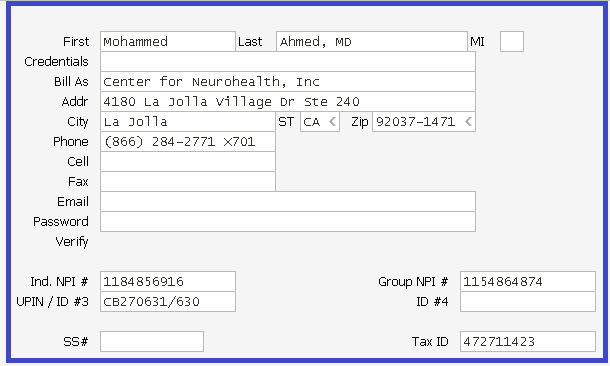 First Mohammed Last Ahmed, MD MI
Credentials
Bill As Center for Neurohealth, Inc
Addr 4180 La Jolla Village Dr Ste 240
City La Jolla ST CA < Zip 92037-1471 <
Phone (866) 284-2771 X701
Cell
Fax
Email
Password
Verify
Ind. NPI # 1184856916 Group NPI # 1154864874
UPIN / ID #3 CB270631/630 ID #4
SS# Tax ID 472711423